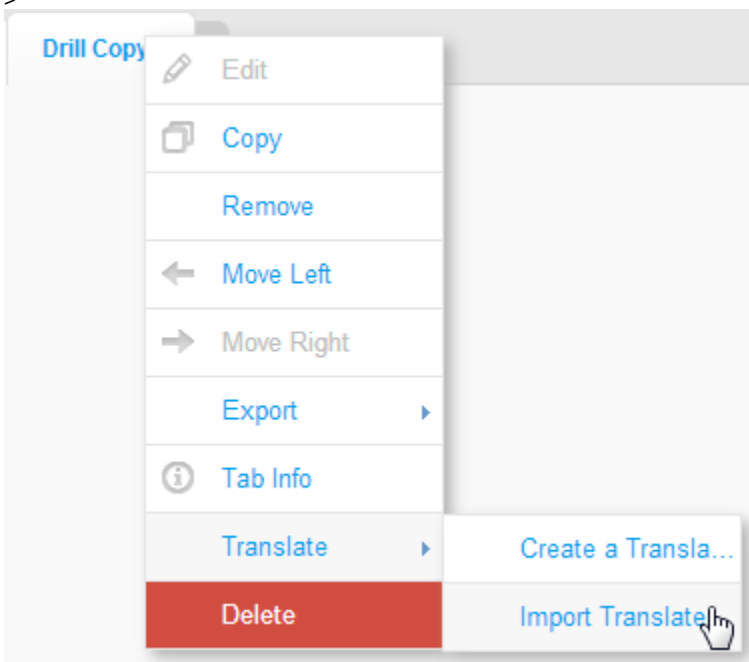 >
Drill Copy
Edit
Copy
Remove
Move Left
Move Right
Export
Tab Info
Translate
Create a Transla...
Delete
Import Translate